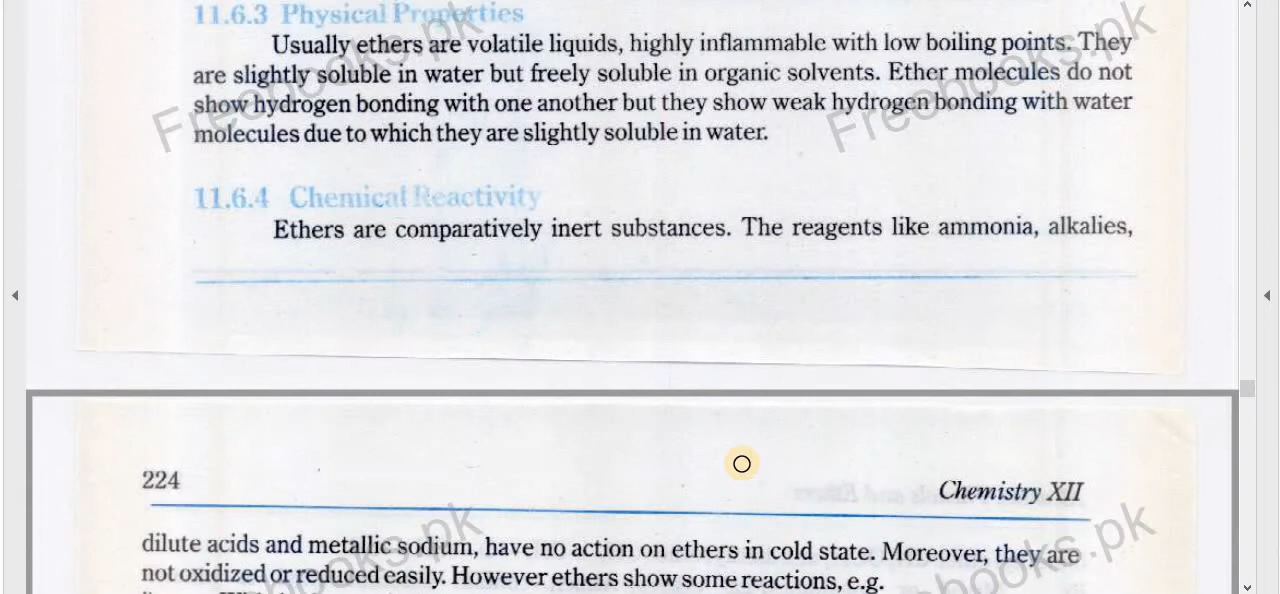 11.6.3 Physical Properties
Usually ethers are volatile liquids, highly inflammable with low boiling points. They
are slightly soluble in water but freely soluble in organic solvents. Ether molecules do not
show hydrogen bonding with one another but they show weak hydrogen bonding with water
molecules due to which they are slightly soluble in water.
Freebooks.pk
Freebooks.pk
11.6.4 Chemical Reactivity
Ethers are comparatively inert substances. The reagents like ammonia, alkalies,
224
Chemistry XII
dilute acids and metallic sodium, have no action on ethers in cold state. Moreover, they are
not oxidized or reduced easily. However ethers show some reactions, e.g.